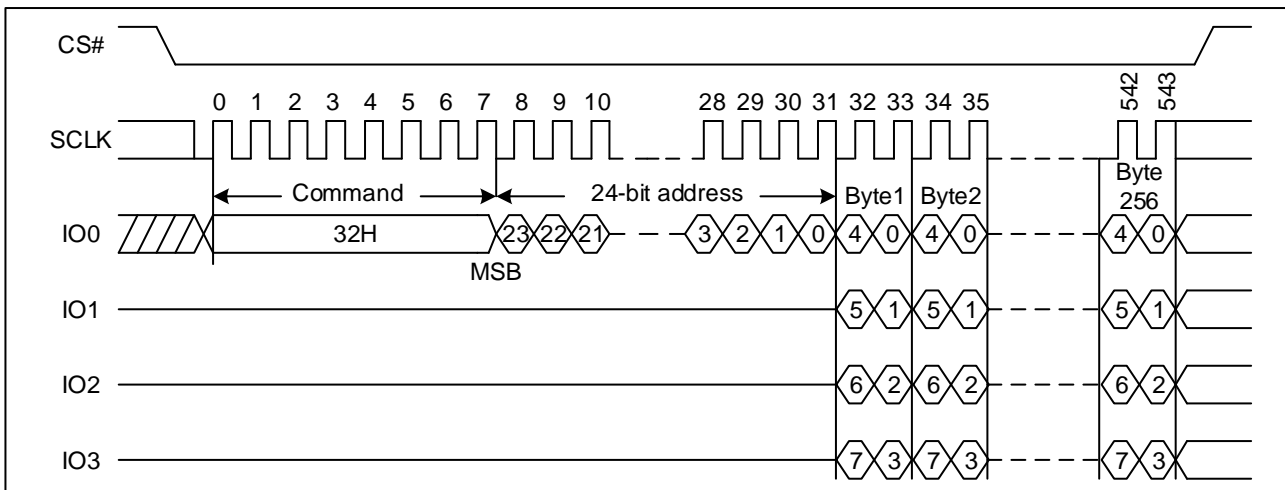 CS#
0 1 2 3 4 5 6 7 8 9 10 28 29 30 31 32 33 34 35 542 543
SCLK
Command 24-bit address Byte1 Byte2 Byte
256
IO0 32H 23 22 21 3 2 1 0 4 0 4 0 4 0
MSB
IO1 5 1 5 1 5 1
IO2 6 2 6 2 6 2
IO3 7 3 7 3 7 3